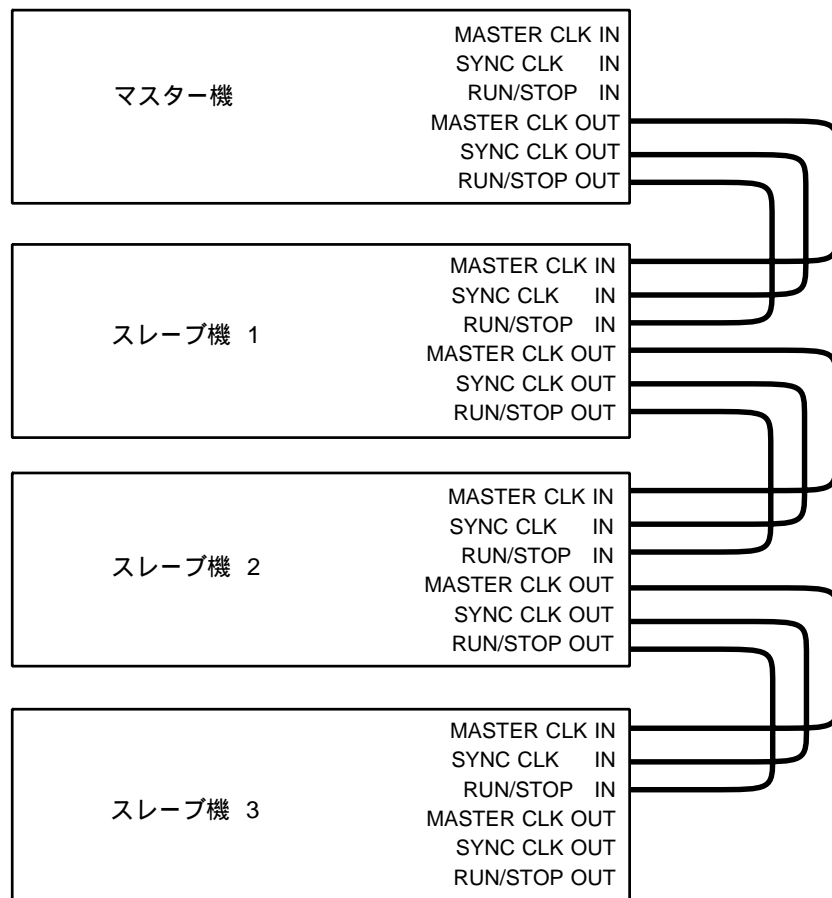 マスター機
MASTER CLK IN
SYNC CLK IN
RUN/STOP IN
MASTER CLK OUT
SYNC CLK OUT
RUN/STOP OUT
スレーブ機 1
MASTER CLK IN
SYNC CLK IN
RUN/STOP IN
MASTER CLK OUT
SYNC CLK OUT
RUN/STOP OUT
スレーブ機 2
MASTER CLK IN
SYNC CLK IN
RUN/STOP IN
MASTER CLK OUT
SYNC CLK OUT
RUN/STOP OUT
スレーブ機 3
MASTER CLK IN
SYNC CLK IN
RUN/STOP IN
MASTER CLK OUT
SYNC CLK OUT
RUN/STOP OUT